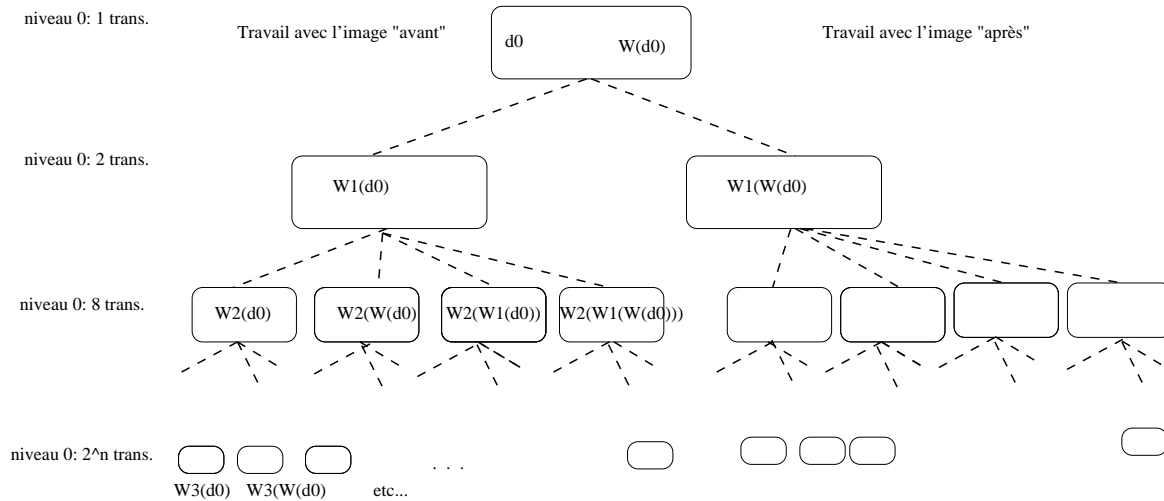 niveau 0: 1 trans.
Travail avec l'image "avant"
d0
W(d0)
Travail avec l'image "après"
niveau 0: 2 trans.
W1(d0)
W1(W(d0)
niveau 0: 8 trans.
W2(d0)
W2(W(d0)
W2(W1(d0))
W2(W1(W(d0)))
niveau 0: 2^n trans.
. . .
W3(d0)
W3(W(d0)
etc...